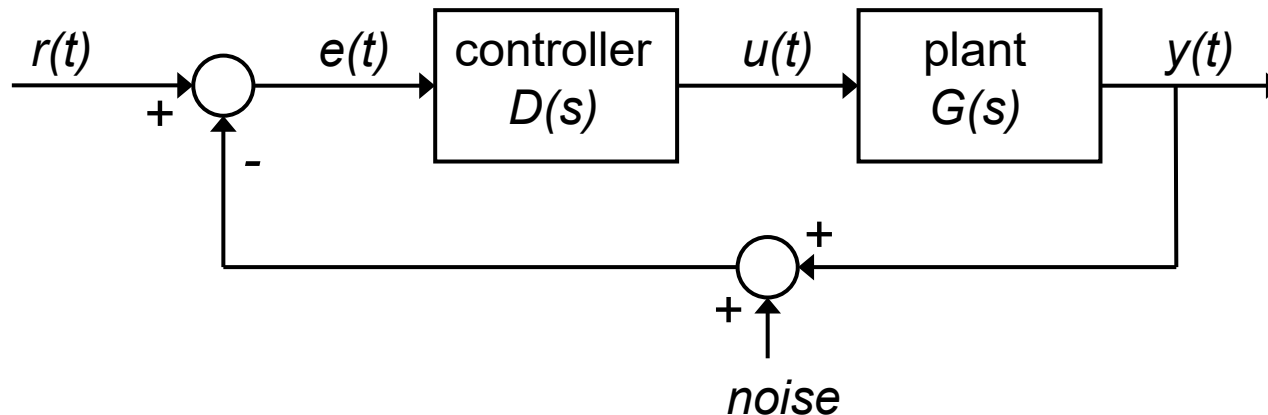 r(t)
e(t)
controller
D(s)
u(t)
plant
G(s)
y(t)
+
-
+
+
noise